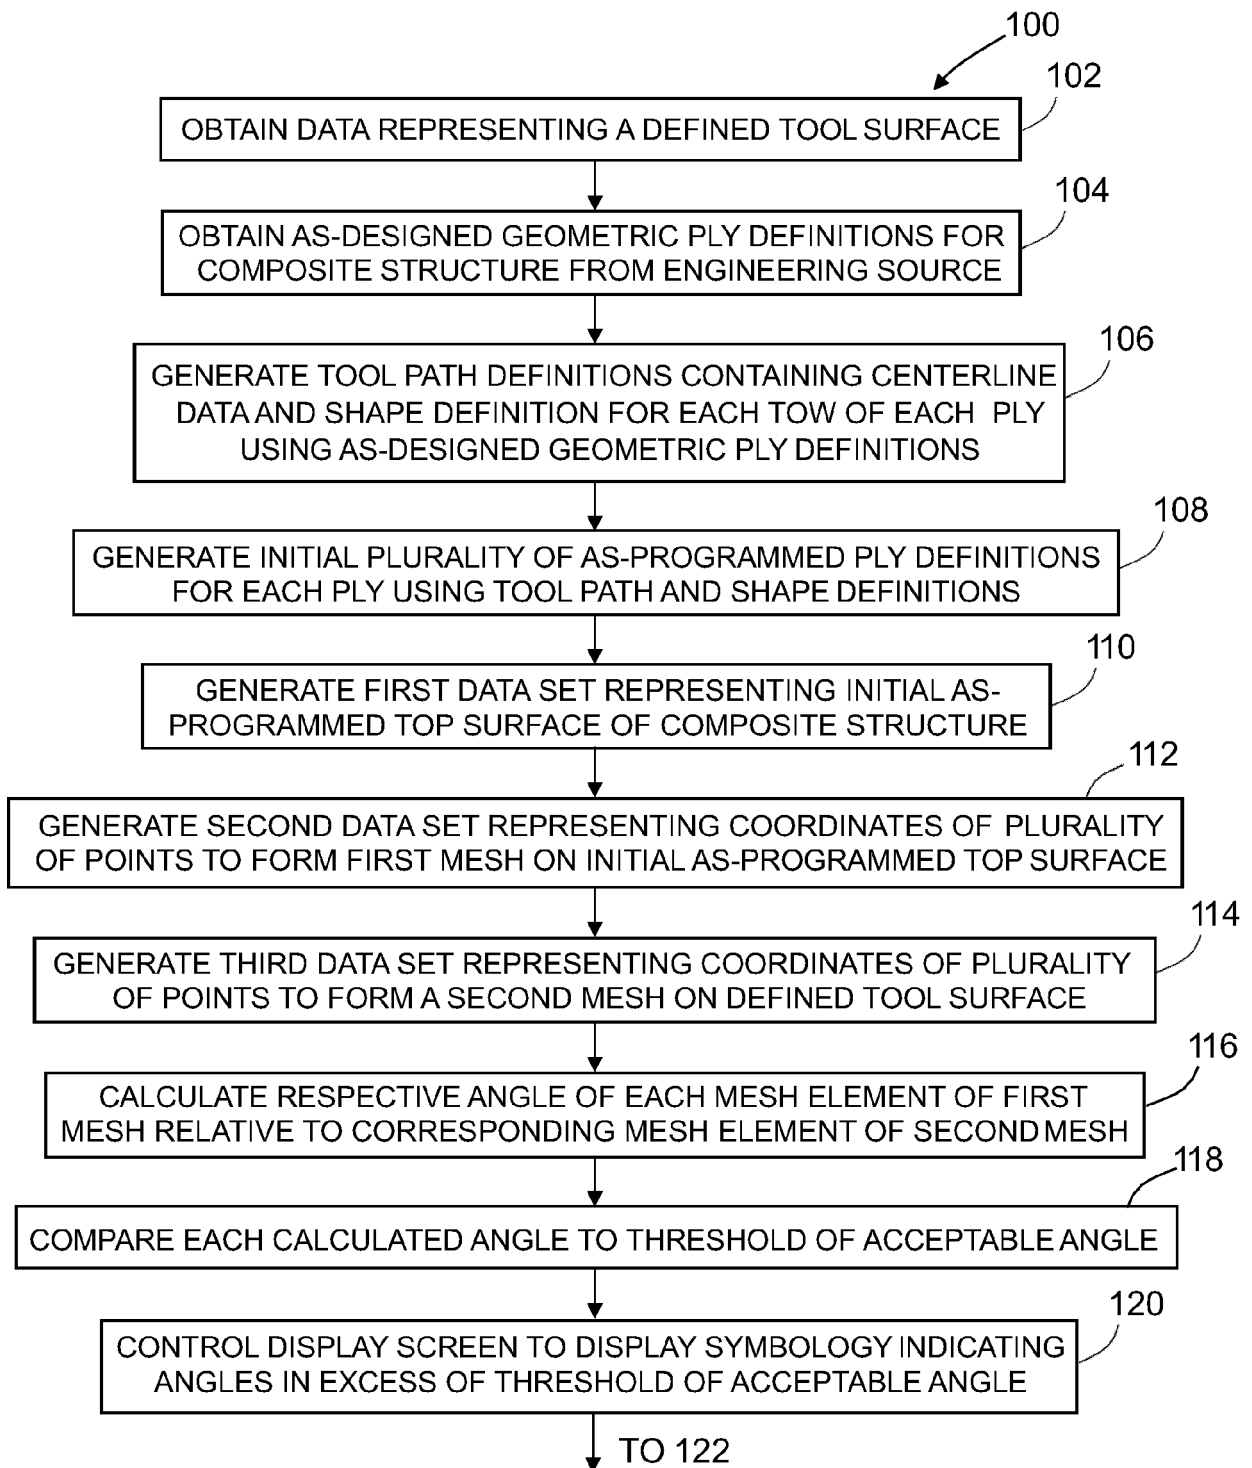 100
102
OBTAIN DATA REPRESENTING A DEFINED TOOL SURFACE
104
OBTAIN AS-DESIGNED GEOMETRIC PLY DEFINITIONS FOR
COMPOSITE STRUCTURE FROM ENGINEERING SOURCE
106
GENERATE TOOL PATH DEFINITIONS CONTAINING CENTERLINE
DATA AND SHAPE DEFINITION FOR EACH TOW OF EACH PLY
USING AS-DESIGNED GEOMETRIC PLY DEFINITIONS
108
GENERATE INITIAL PLURALITY OF AS-PROGRAMMED PLY DEFINITIONS
FOR EACH PLY USING TOOL PATH AND SHAPE DEFINITIONS
110
GENERATE FIRST DATA SET REPRESENTING INITIAL AS-
PROGRAMMED TOP SURFACE OF COMPOSITE STRUCTURE
112
GENERATE SECOND DATA SET REPRESENTING COORDINATES OF PLURALITY
OF POINTS TO FORM FIRST MESH ON INITIAL AS-PROGRAMMED TOP SURFACE
114
GENERATE THIRD DATA SET REPRESENTING COORDINATES OF PLURALITY
OF POINTS TO FORM A SECOND MESH ON DEFINED TOOL SURFACE
116
CALCULATE RESPECTIVE ANGLE OF EACH MESH ELEMENT OF FIRST
MESH RELATIVE TO CORRESPONDING MESH ELEMENT OF SECOND MESH
118
COMPARE EACH CALCULATED ANGLE TO THRESHOLD OF ACCEPTABLE ANGLE
120
CONTROL DISPLAY SCREEN TO DISPLAY SYMBOLOGY INDICATING
ANGLES IN EXCESS OF THRESHOLD OF ACCEPTABLE ANGLE
TO 122